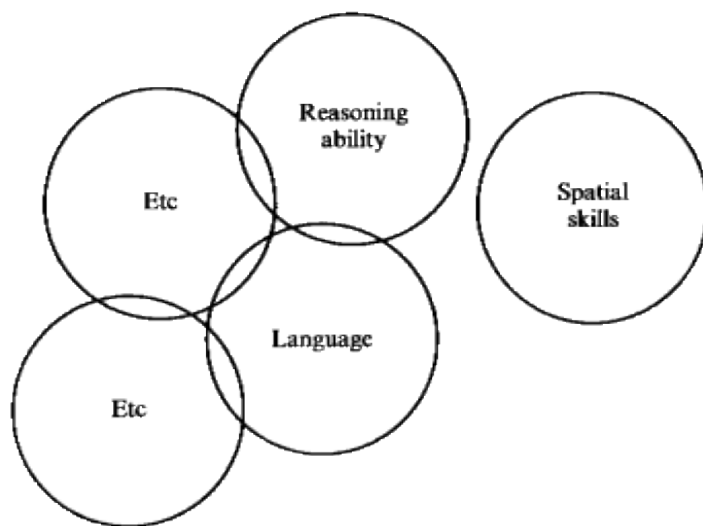 Reasoning
ability
Etc
Spatial
skills
Language
Etc